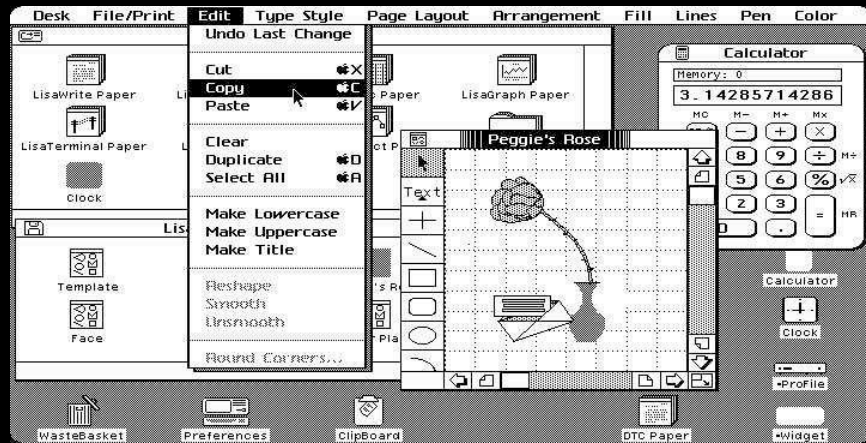 Desk File/Print Edit Type Style Page Layout Arrangement Fill Lines Pen Color
Undo Last Change
Cut X
Copy C
Paste V
Clear
Duplicate D
Select All A
Make Lowercase
Make Uppercase
Make Title
Reshape
Smooth
Unsmooth
Round Corners...
LisaWrite Paper
Paper
LisaGraph Paper
LisaTerminal Paper
Clock
Template
Face
Peggie's Rose
Text
Calculator
Memory: 0
3.14285714286
MC M- M+ Mx
- + X
8 9 ÷ M÷
5 6 % √x
2 3 = MR
.
Calculator
Clock
ProFile
Widget
WasteBasket
Preferences
ClipBoard
DTC Paper